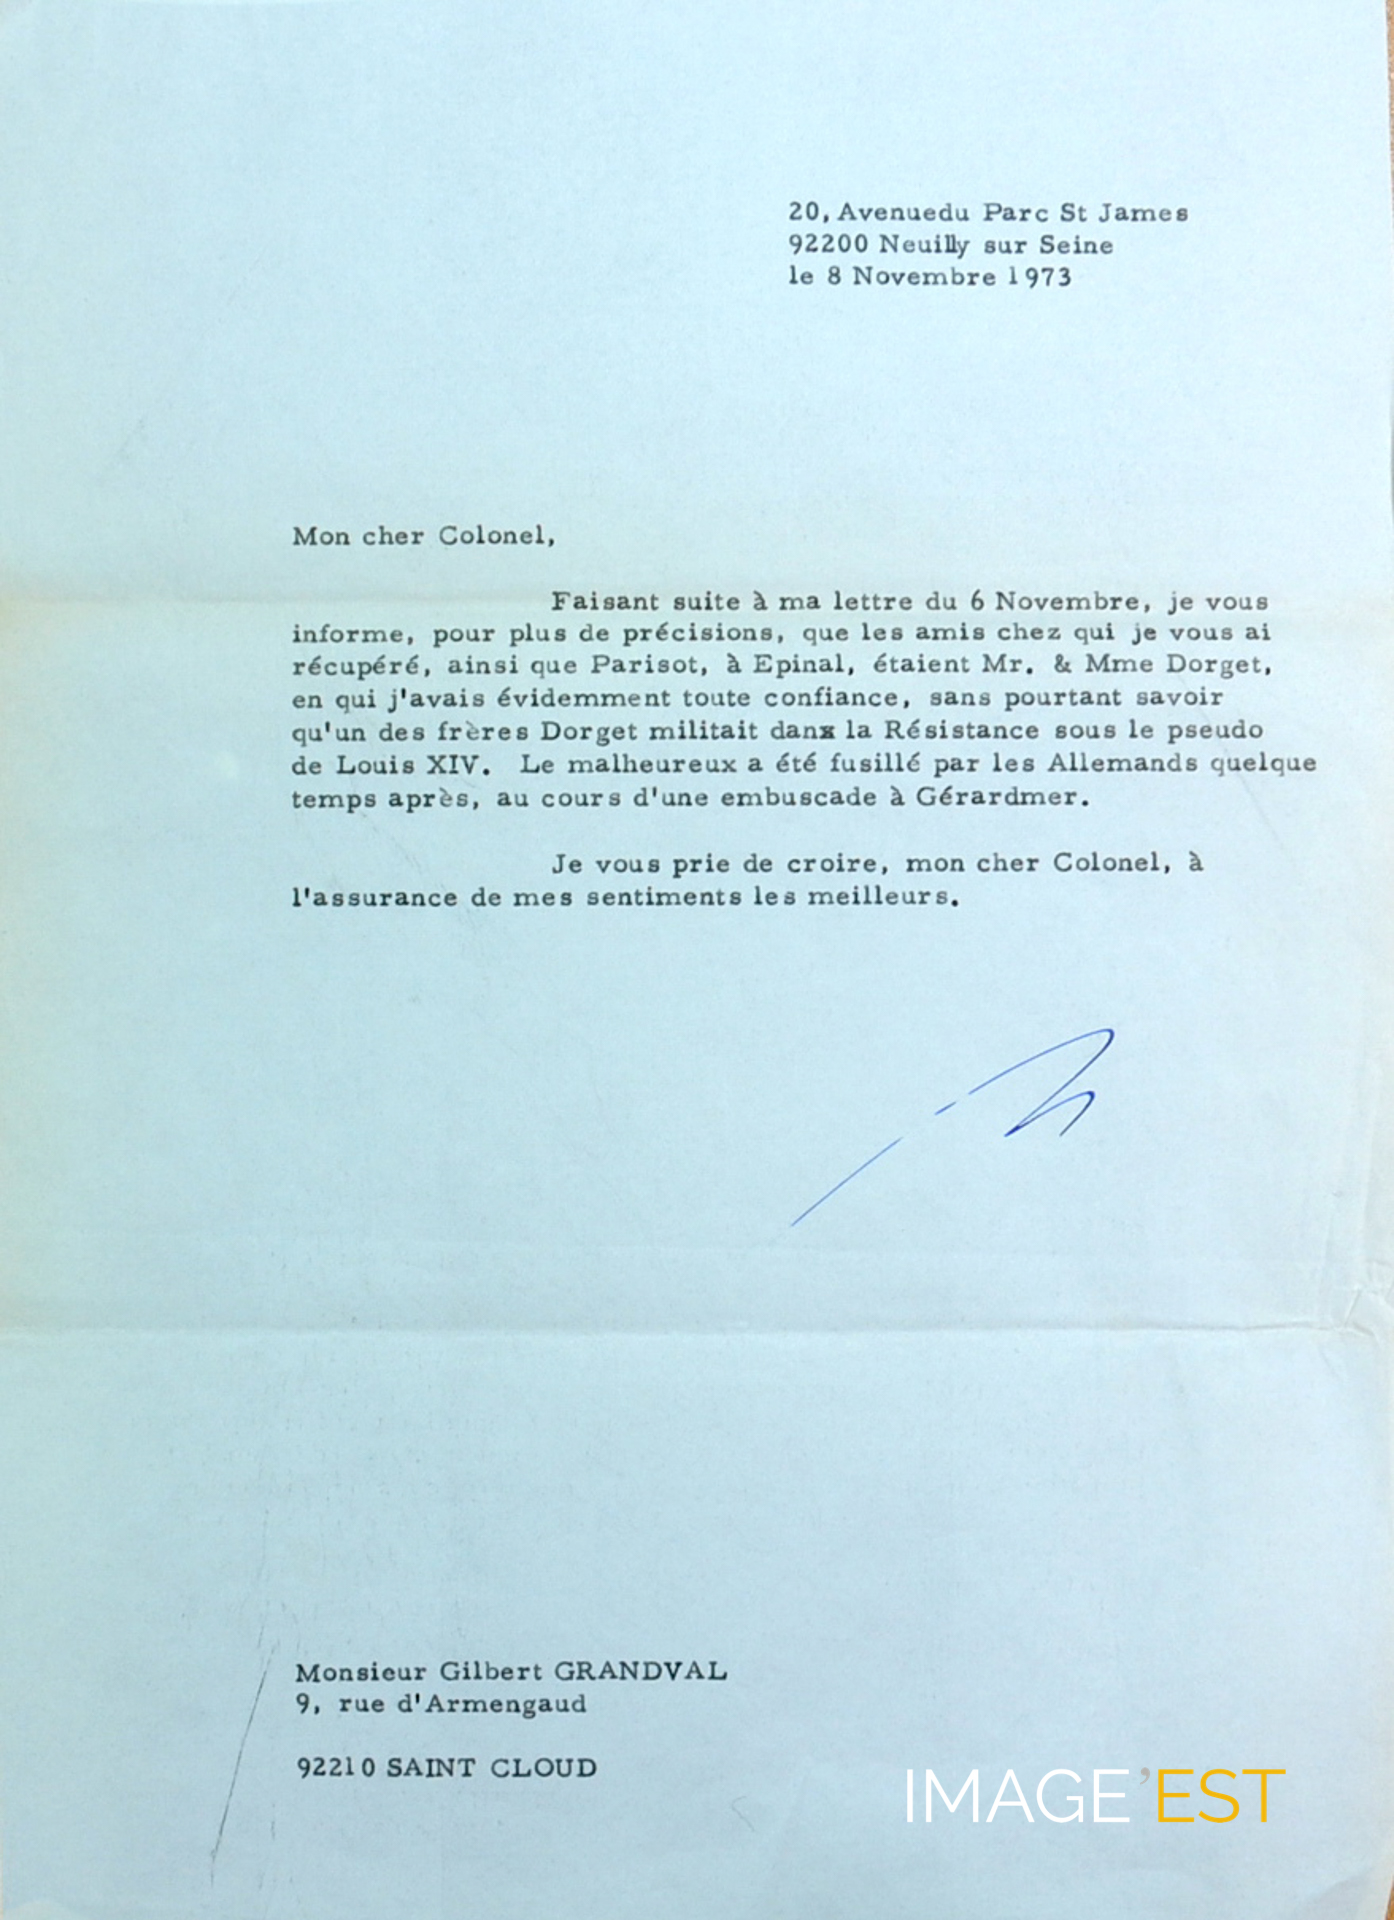 20, Avenuedu Parc St James
92200 Neuilly sur Seine
le 8 Novembre 1973
Mon cher Colonel,
Faisant suite à ma lettre du 6 Novembre, je vous
informe, pour plus de précisions, que les amis chez qui je vous ai
récupéré, ainsi que Parisot, à Epinal, étaient Mr. & Mme Dorget,
en qui j'avais évidemment toute confiance, sans pourtant savoir
qu'un des frères Dorget militait dans la Résistance sous le pseudo
de Louis XIV. Le malheureux a été fusillé par les Allemands quelque
temps après, au cours d'une embuscade à Gérardmer.
Je vous prie de croire, mon cher Colonel, à
l'assurance de mes sentiments les meilleurs.
Monsieur Gilbert GRANDVAL
9, rue d'Armengaud
92210 SAINT CLOUD
IMAGE'EST